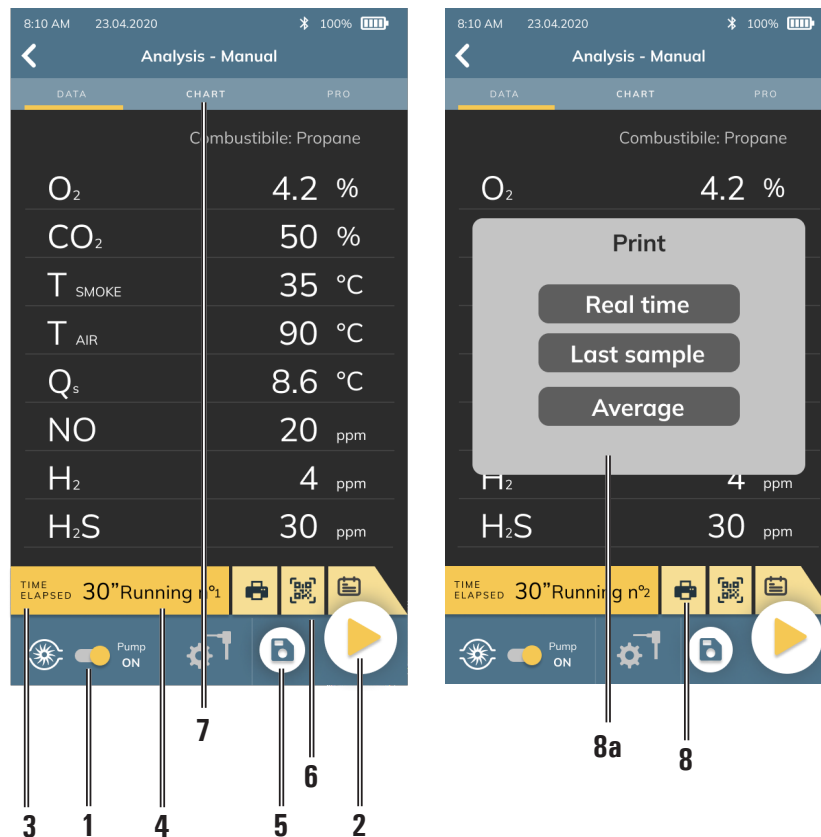 8:10 AM 23.04.2020 100%
Analysis - Manual
DATA CHART PRO
Combustibile: Propane
O₂ 4.2 %
CO₂ 50 %
T SMOKE 35 °C
T AIR 90 °C
Qₛ 8.6 °C
NO 20 ppm
H₂ 4 ppm
H₂S 30 ppm
TIME
ELAPSED 30” Running nº1
Pump
ON
7
6
3 1 4 5 2
8:10 AM 23.04.2020 100%
Analysis - Manual
DATA CHART PRO
Combustibile: Propane
O₂ 4.2 %
Print
Real time
Last sample
Average
H₂ 4 ppm
H₂S 30 ppm
TIME
ELAPSED 30” Running nº2
Pump
ON
8a 8